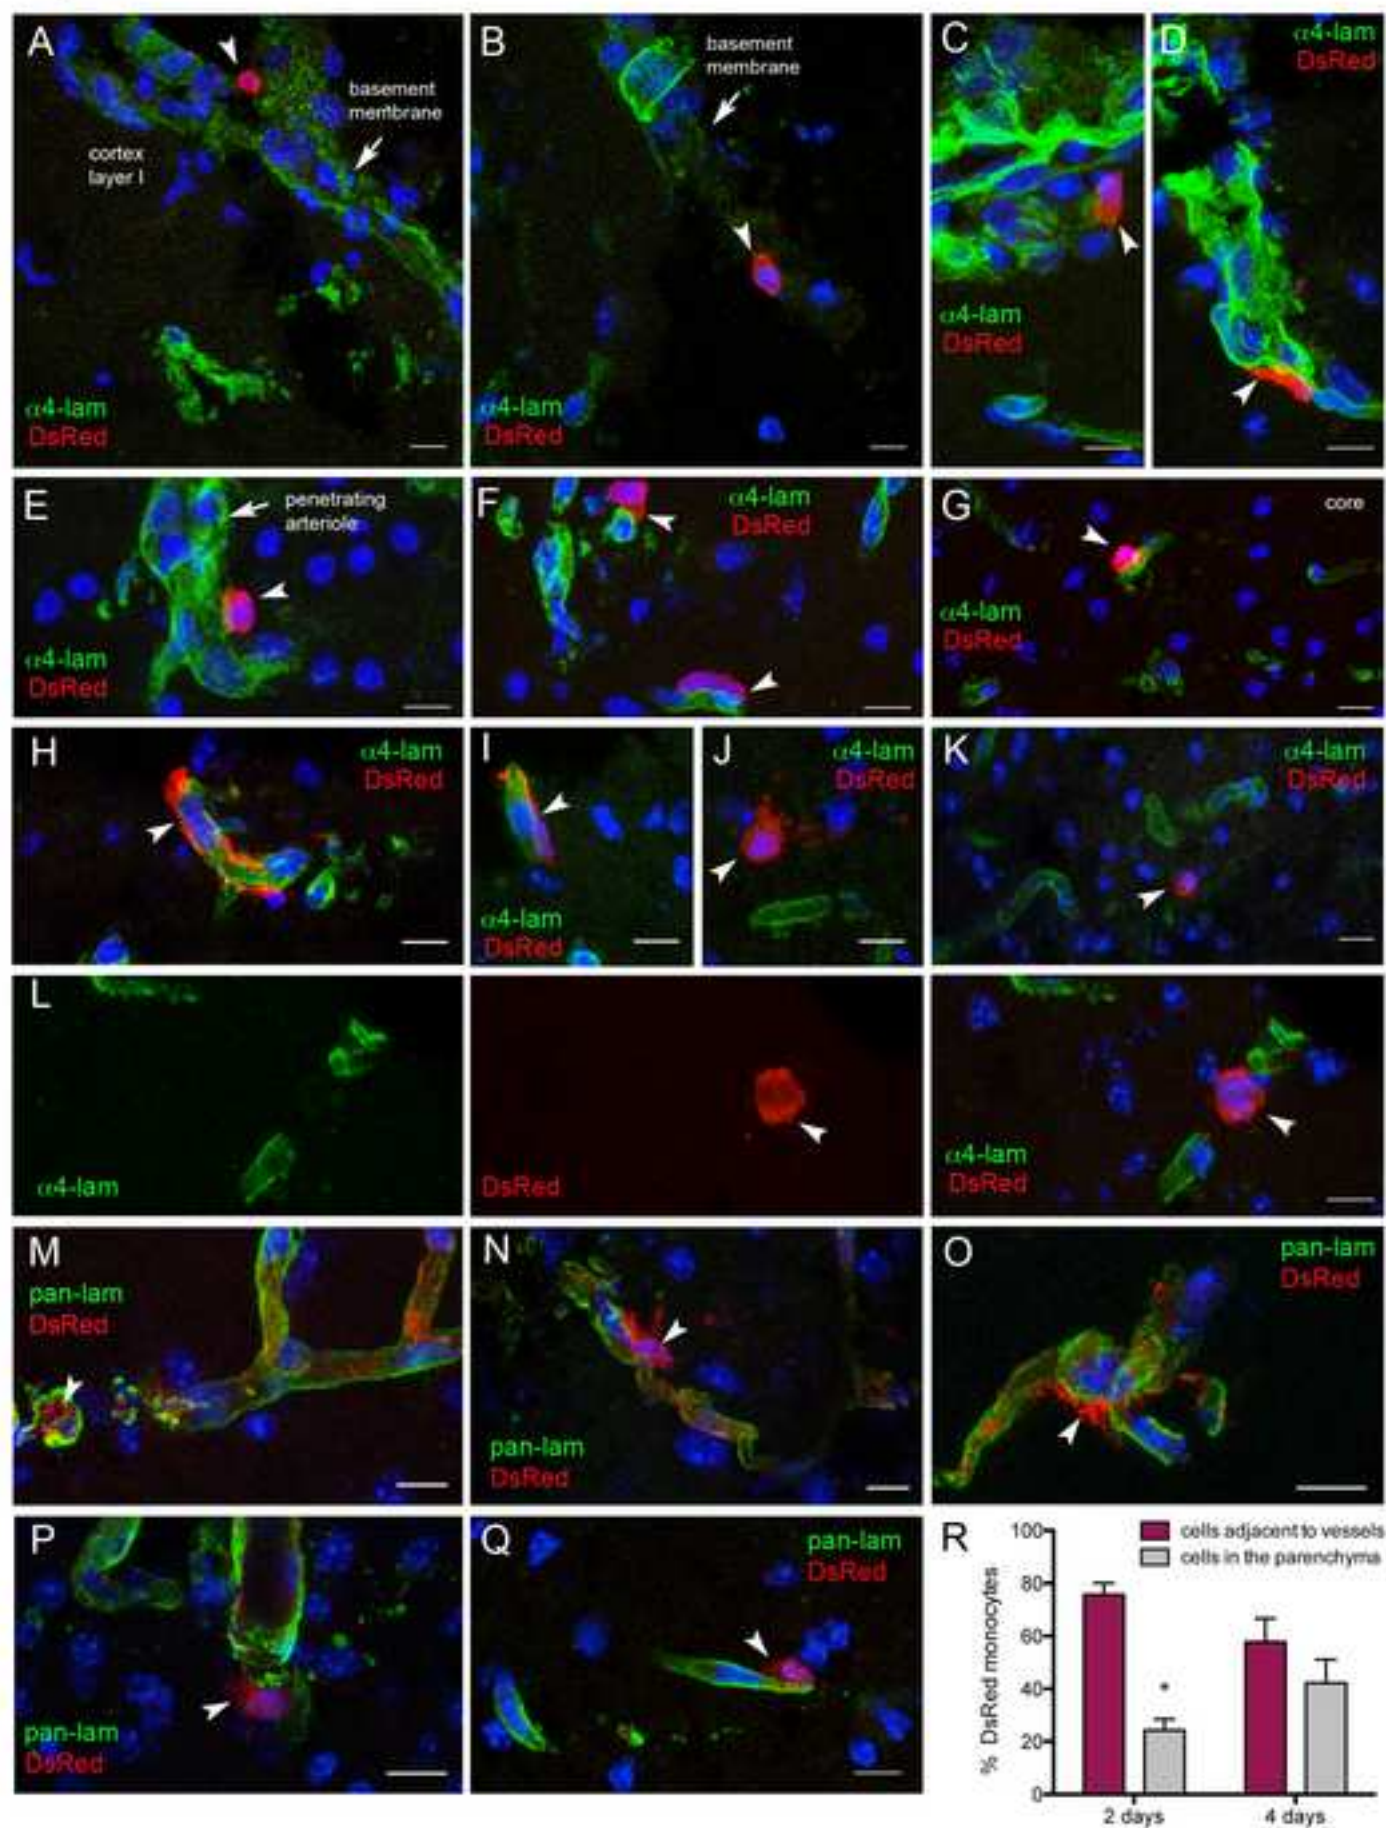 A
basement
membrane
cortex
layer I
α4-lam
DsRed
B
basement
membrane
α4-lam
DsRed
C
α4-lam
DsRed
D
α4-lam
DsRed
E
penetrating
arteriole
α4-lam
DsRed
F
α4-lam
DsRed
G
core
α4-lam
DsRed
H
α4-lam
DsRed
I
α4-lam
DsRed
J
α4-lam
DsRed
K
α4-lam
DsRed
L
α4-lam
DsRed
α4-lam
DsRed
M
pan-lam
DsRed
N
pan-lam
DsRed
O
pan-lam
DsRed
P
pan-lam
DsRed
Q
pan-lam
DsRed
R
cells adjacent to vessels
cells in the parenchyma
% DsRed monocytes
100
80
60
40
20
0
*
2 days
4 days